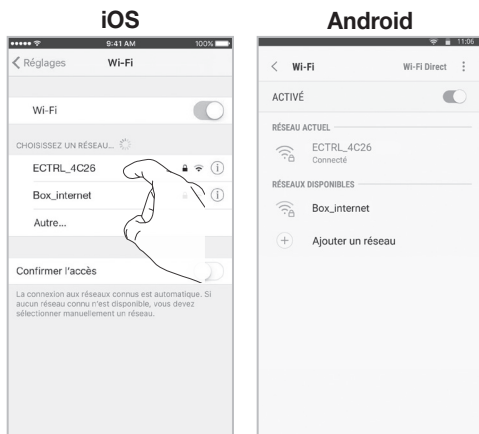 iOS
9:41 AM 100%
Réglages Wi-Fi
Wi-Fi
CHOISISSEZ UN RÉSEAU...
ECTRL_4C26
Box_internet
Autre...
Confirmer l'accès
La connexion aux réseaux connus est automatique. Si
aucun réseau connu n'est disponible, vous devez
sélectionner manuellement un réseau.
Android
11:06
Wi-Fi Wi-Fi Direct
ACTIVÉ
RÉSEAU ACTUEL
ECTRL_4C26
Connecté
RÉSEAUX DISPONIBLES
Box_internet
Ajouter un réseau